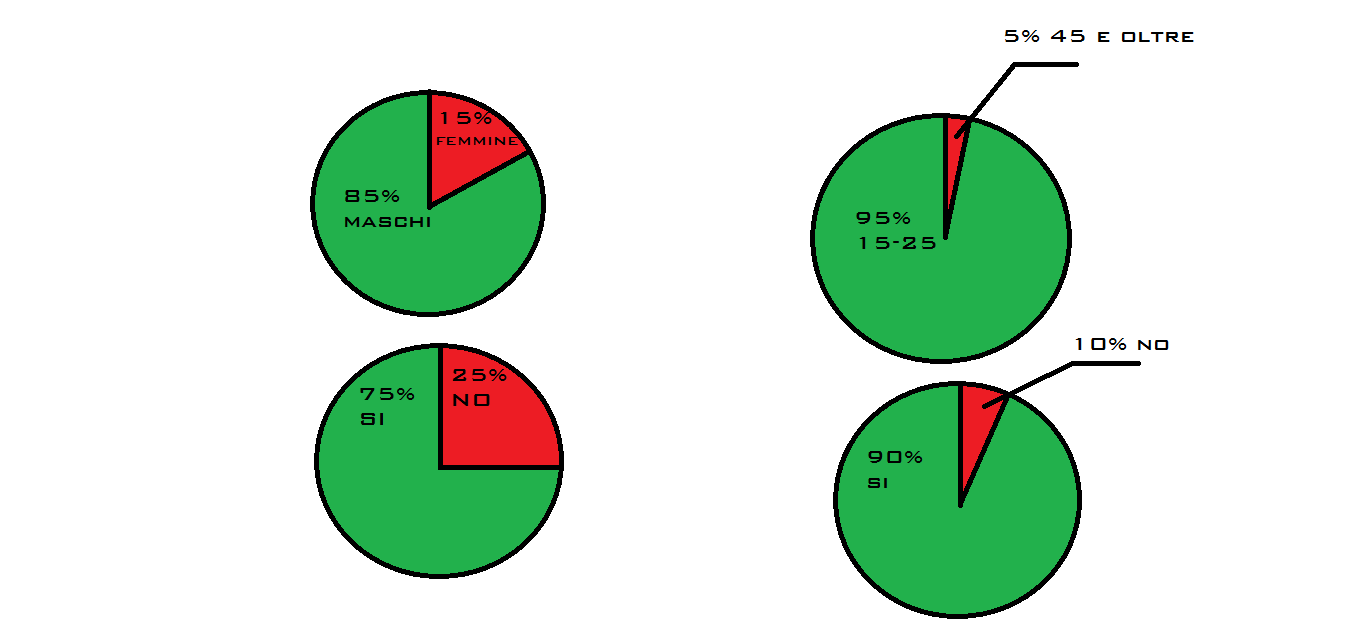 15%
FEMMINE
85%
MASCHI
5% 45 E OLTRE
95%
15-25
25%
NO
75%
SI
10% NO
90%
SI